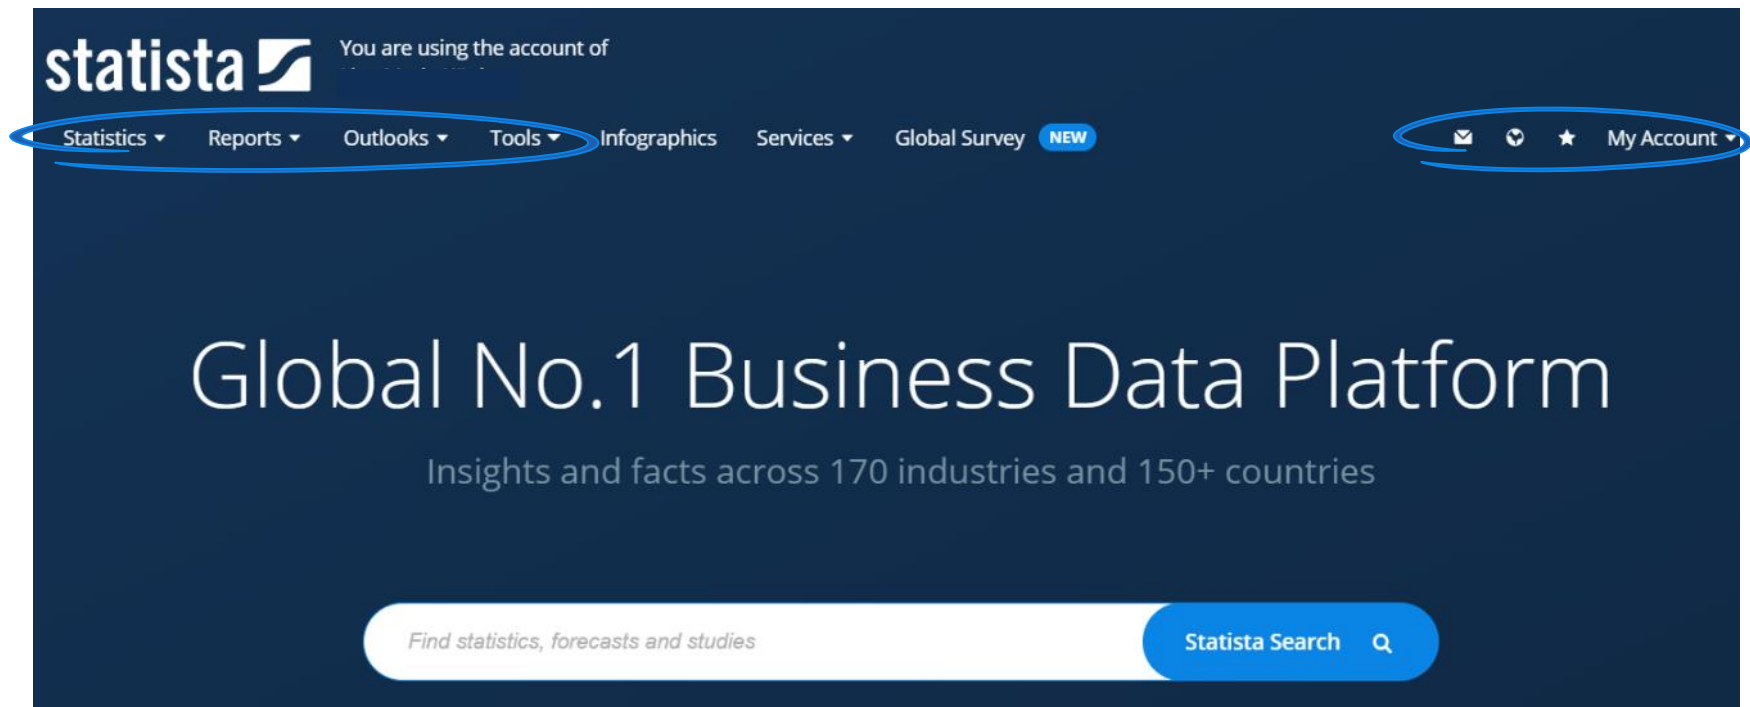 statista
You are using the account of
Statistics Reports Outlooks Tools Infographics Services Global Survey NEW My Account
Global No.1 Business Data Platform
Insights and facts across 170 industries and 150+ countries
Find statistics, forecasts and studies Statista Search